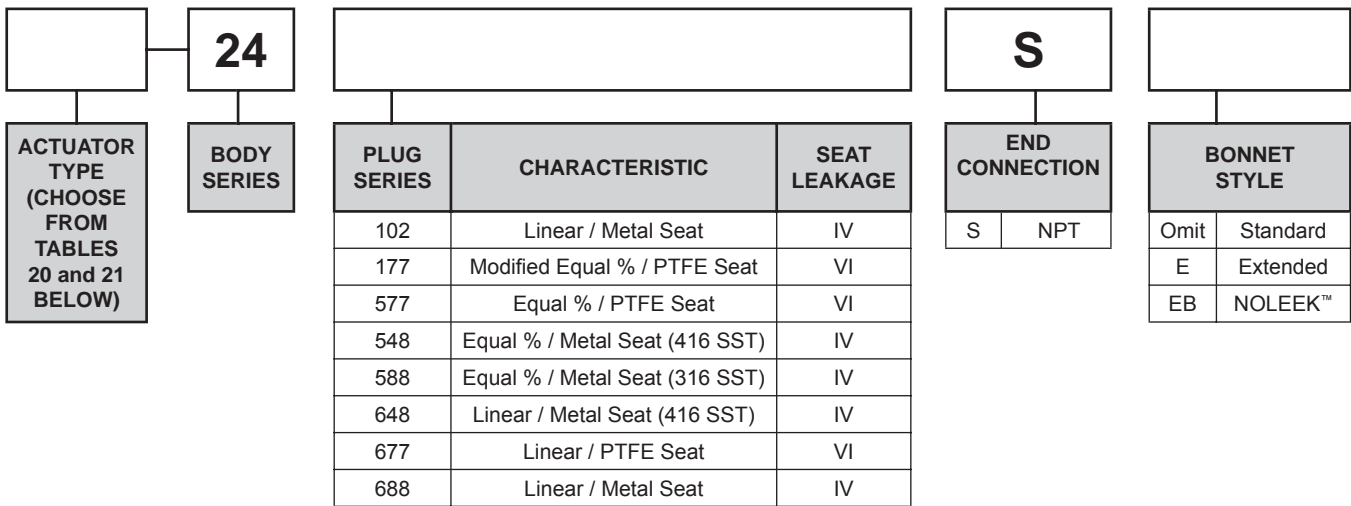 24
S
ACTUATOR
TYPE
(CHOOSE
FROM
TABLES
20 and 21
BELOW)
BODY
SERIES
PLUG
SERIES
CHARACTERISTIC
SEAT
LEAKAGE
102 Linear / Metal Seat IV
177 Modified Equal % / PTFE Seat VI
577 Equal % / PTFE Seat VI
548 Equal % / Metal Seat (416 SST) IV
588 Equal % / Metal Seat (316 SST) IV
648 Linear / Metal Seat (416 SST) IV
677 Linear / PTFE Seat VI
688 Linear / Metal Seat IV
END
CONNECTION
S NPT
BONNET
STYLE
Omit Standard
E Extended
EB NOLEEK™